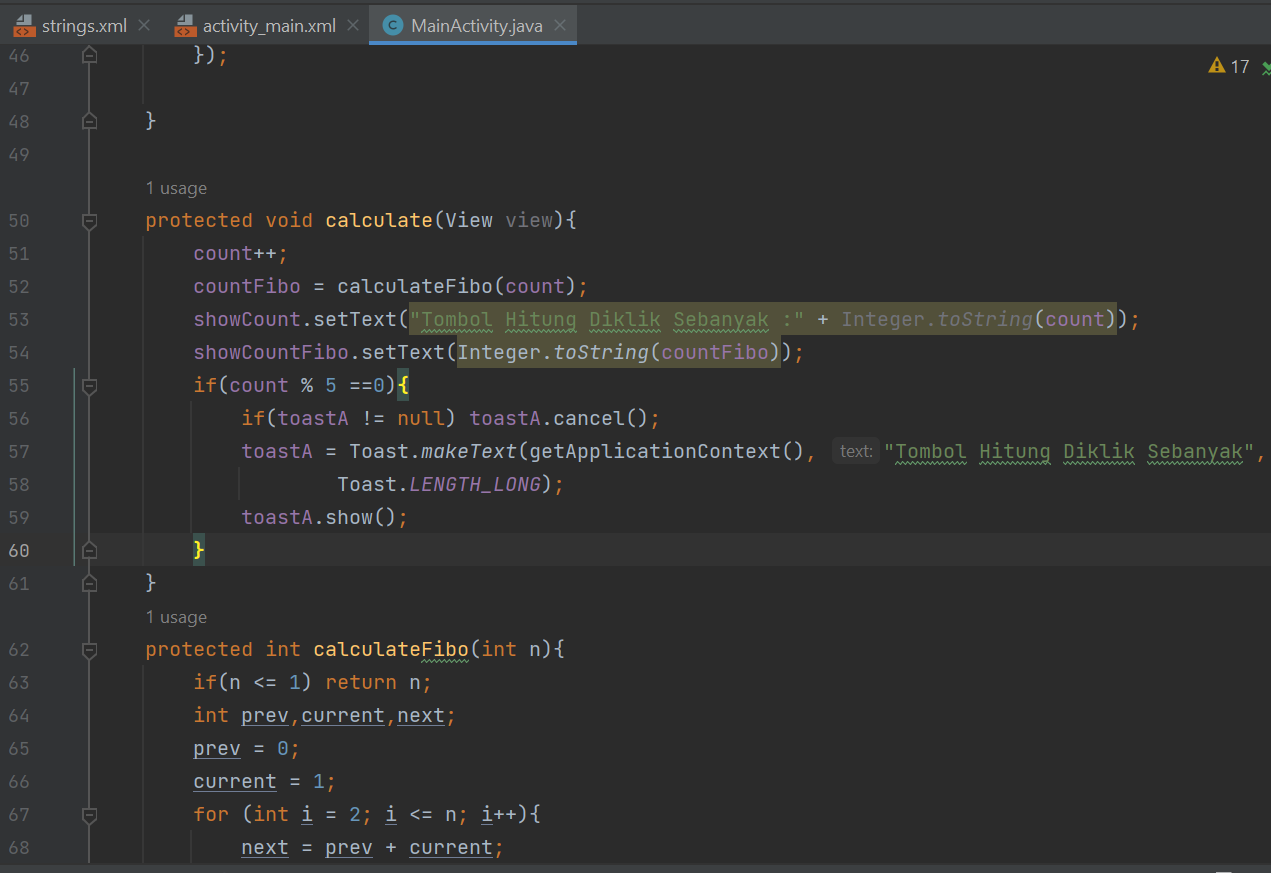 strings.xml activity_main.xml C MainActivity.java
46 });
17
47
48 }
49
1 usage
50 protected void calculate(View view){
51 count++;
52 countFibo = calculateFibo(count);
53 showCount.setText("Tombol Hitung Diklik Sebanyak :" + Integer.toString(count));
54 showCountFibo.setText(Integer.toString(countFibo));
55 if(count % 5 ==0){
56 if(toastA != null) toastA.cancel();
57 toastA = Toast.makeText(getApplicationContext(), text: "Tombol Hitung Diklik Sebanyak",
58 Toast.LENGTH_LONG);
59 toastA.show();
60 }
61 }
1 usage
62 protected int calculateFibo(int n){
63 if(n <= 1) return n;
64 int prev,current,next;
65 prev = 0;
66 current = 1;
67 for (int i = 2; i <= n; i++){
68 next = prev + current;